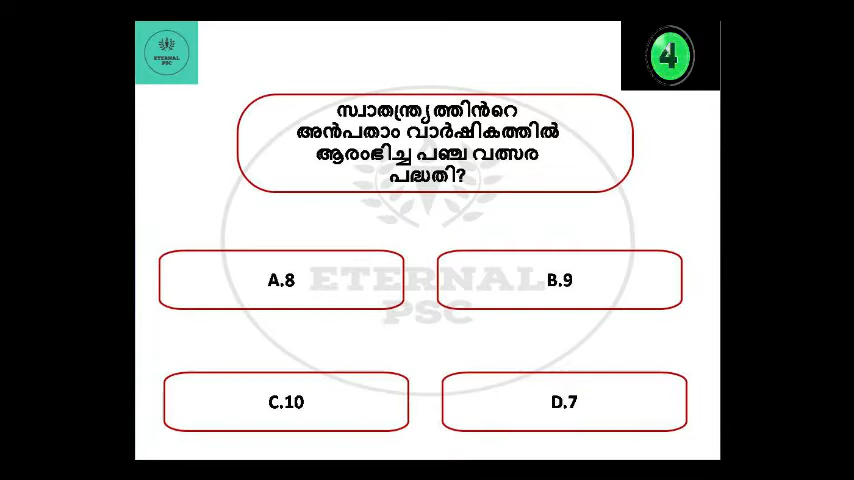 ETERNAL
PSC
4
സ്വാതന്ത്ര്യത്തിൻറെ
അൻപതാം വാർഷികത്തിൽ
ആരംഭിച്ച പഞ്ച വത്സര
പദ്ധതി?
A.8
B.9
ETERNAL
PSC
C.10
D.7